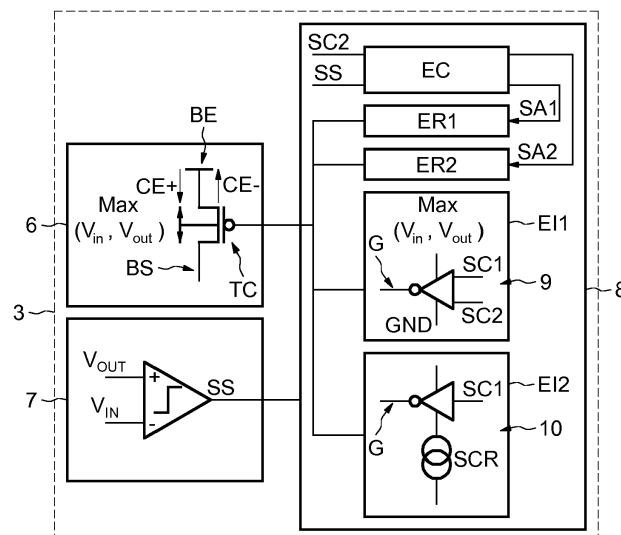 SC2
SS
EC
BE
SA1
ER1
SA2
ER2
CE+
CE-
Max
(Vin , Vout )
6
BS
TC
Max
(Vin , Vout )
EI1
G
SC1
9
8
SC2
GND
3
VOUT
+
SS
7
VIN
-
SC1
EI2
G
SCR
10